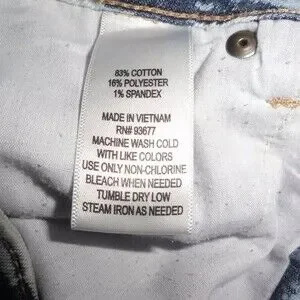 83% COTTON
16% POLYESTER
1% SPANDEX
MADE IN VIETNAM
RN# 93677
MACHINE WASH COLD
WITH LIKE COLORS
USE ONLY NON-CHLORINE
BLEACH WHEN NEEDED
TUMBLE DRY LOW
STEAM IRON AS NEEDED